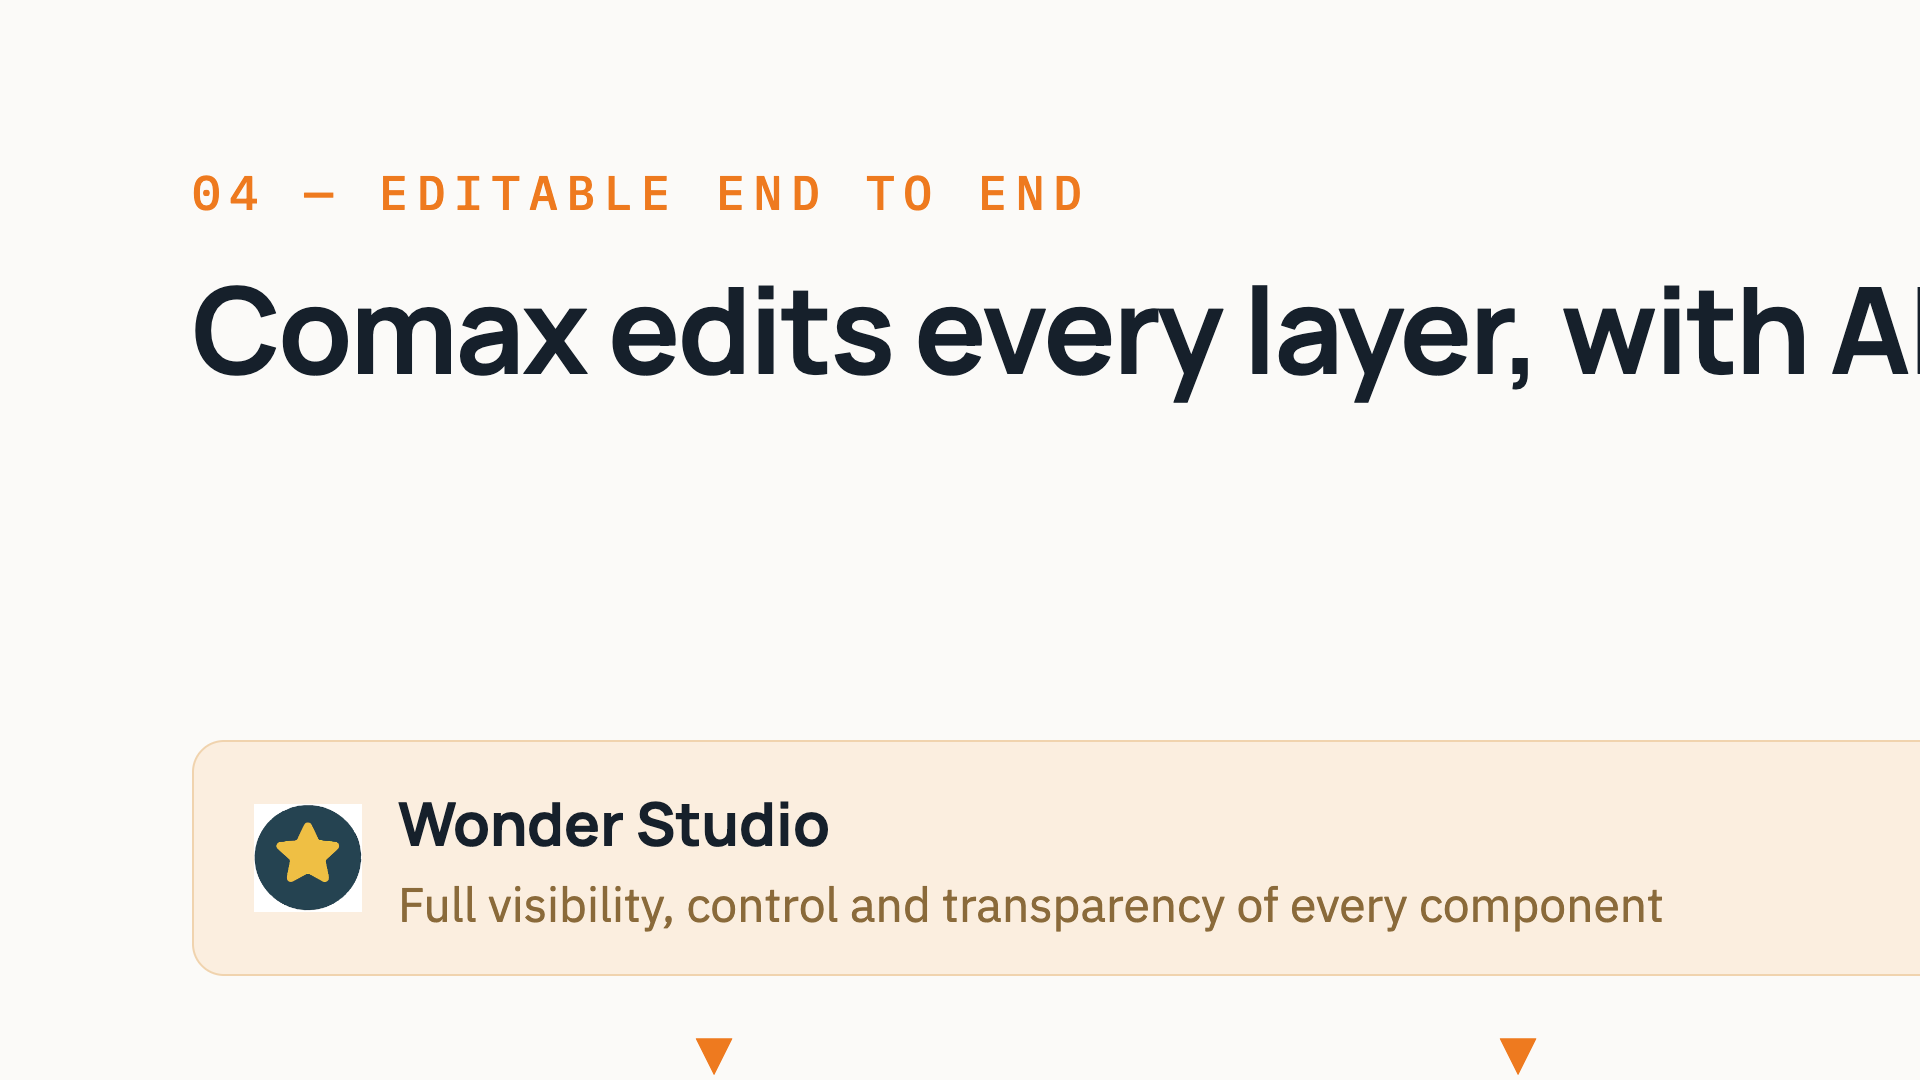 04 — EDITABLE END TO END
Comax edits every layer, with AI
Wonder Studio
Full visibility, control and transparency of every component